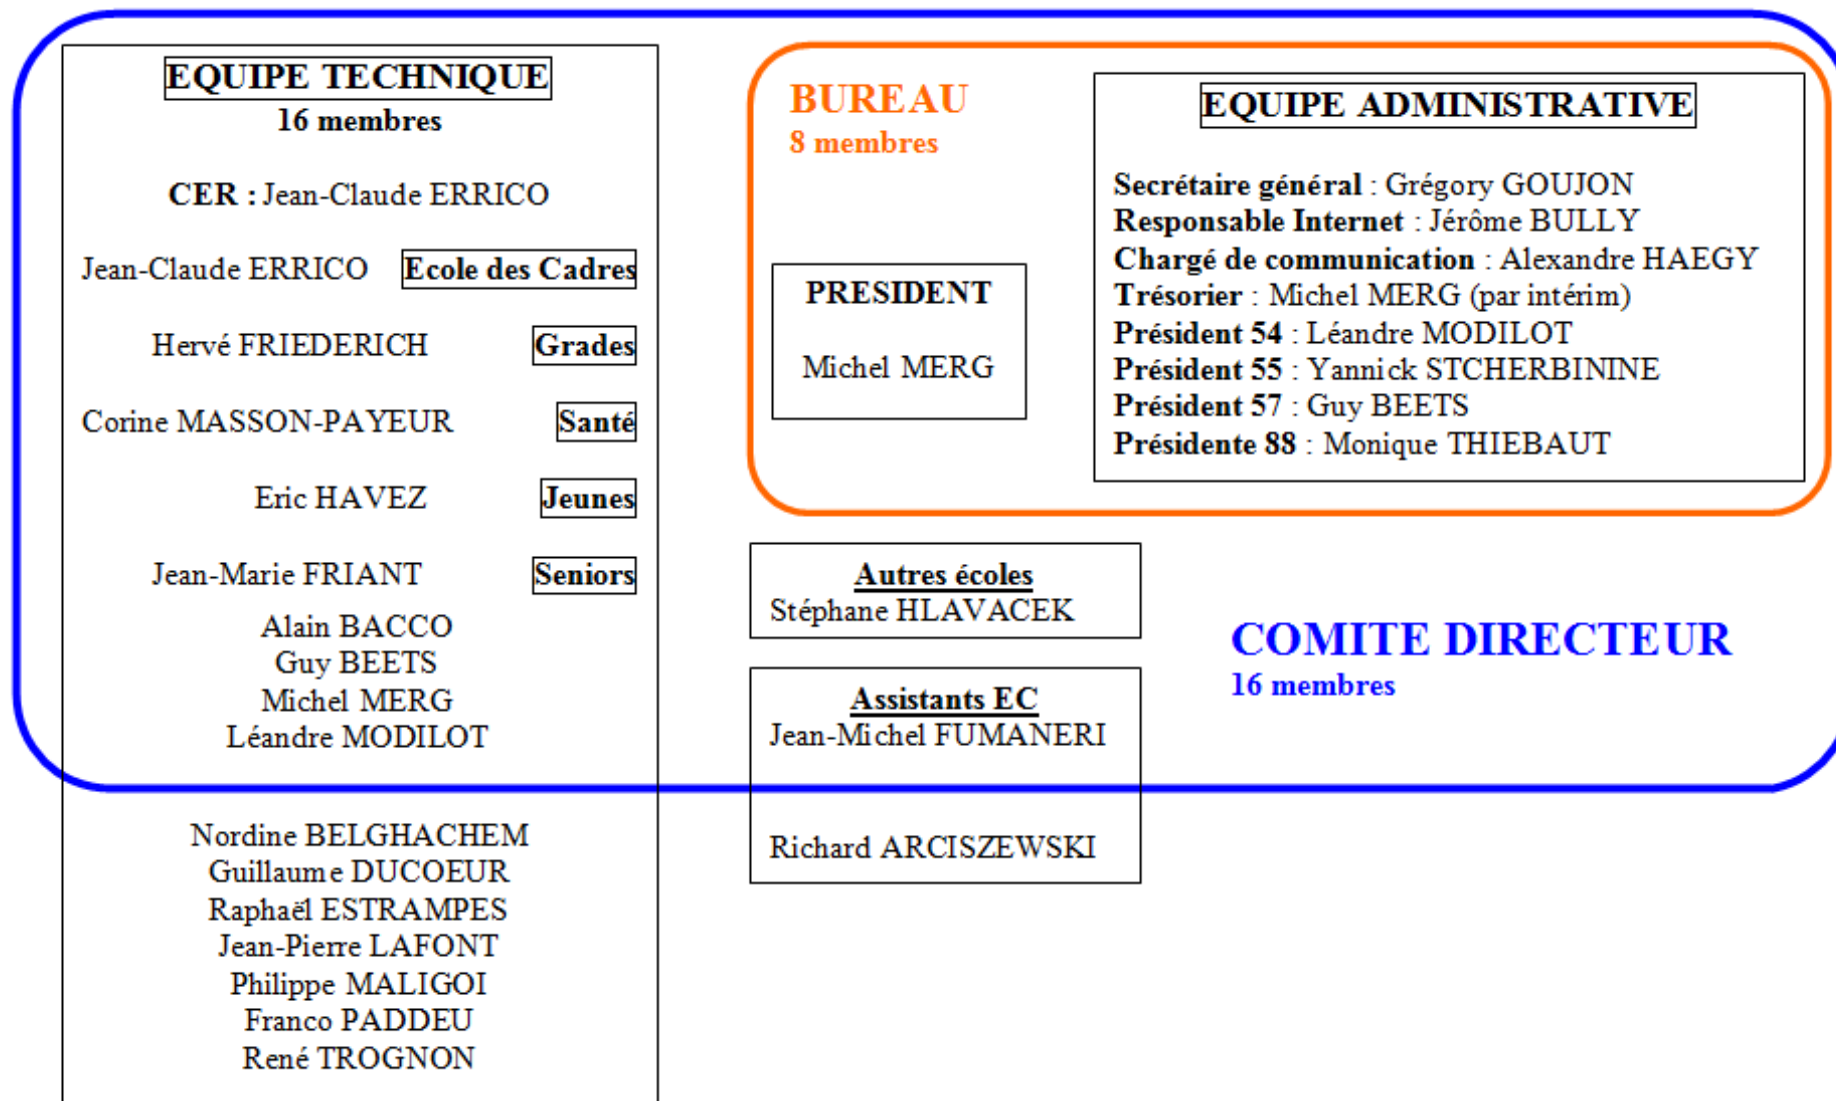 EQUIPE TECHNIQUE
16 membres
CER : Jean-Claude ERRICO
Jean-Claude ERRICO Ecole des Cadres
Hervé FRIEDERICH Grades
Corine MASSON-PAYEUR Santé
Eric HAVEZ Jeunes
Jean-Marie FRIANT Seniors
Alain BACCO
Guy BEETS
Michel MERG
Léandre MODILOT
Nordine BELGHACHEM
Guillaume DUCOEUR
Raphaël ESTRAMPES
Jean-Pierre LAFONT
Philippe MALIGOI
Franco PADDEU
René TROGNON
BUREAU
8 membres
PRESIDENT
Michel MERG
EQUIPE ADMINISTRATIVE
Secrétaire général : Grégory GOUJON
Responsable Internet : Jérôme BULLY
Chargé de communication : Alexandre HAEGY
Trésorier : Michel MERG (par intérim)
Président 54 : Léandre MODILOT
Président 55 : Yannick STCHERBININE
Président 57 : Guy BEETS
Présidente 88 : Monique THIEBAUT
Autres écoles
Stéphane HLAVACEK
Assistants EC
Jean-Michel FUMANERI
Richard ARCISZEWSKI
COMITE DIRECTEUR
16 membres